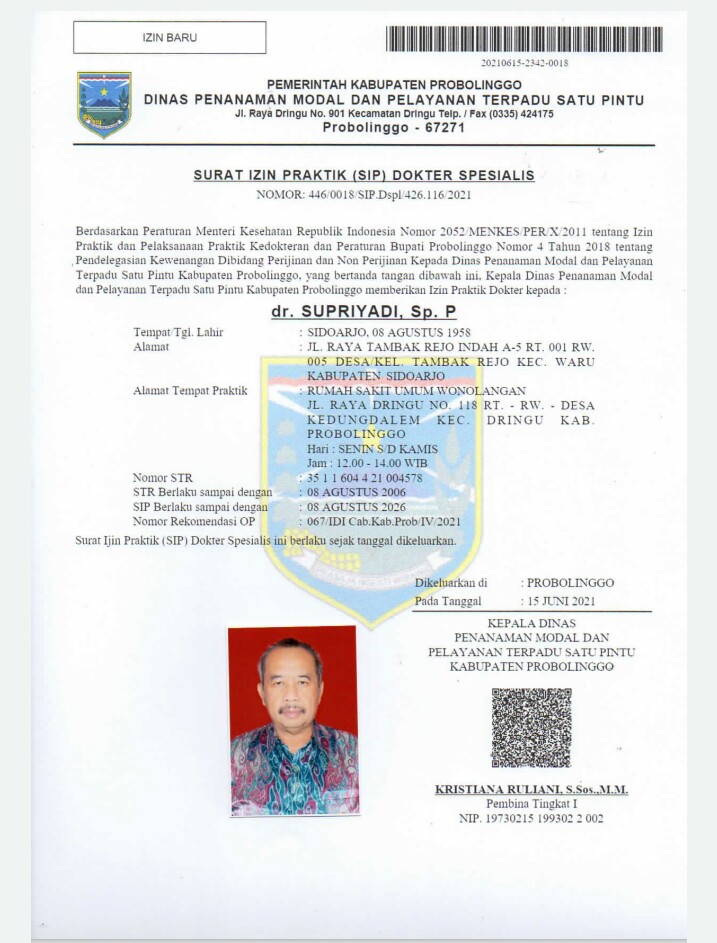 IZIN BARU
20210615-2342-0018
PEMERINTAH KABUPATEN PROBOLINGGO
DINAS PENANAMAN MODAL DAN PELAYANAN TERPADU SATU PINTU
Jl. Raya Dringu No. 901 Kecamatan Dringu Telp. / Fax (0335) 424175
Probolinggo - 67271
SURAT IZIN PRAKTIK (SIP) DOKTER SPESIALIS
NOMOR: 446/0018/SIP.Dspl/426.116/2021
Berdasarkan Peraturan Menteri Kesehatan Republik Indonesia Nomor 2052/MENKES/PER/X/2011 tentang Izin
Praktik dan Pelaksanaan Praktik Kedokteran dan Peraturan Bupati Probolinggo Nomor 4 Tahun 2018 tentang
Pendelegasian Kewenangan Dibidang Perijinan dan Non Perijinan Kepada Dinas Penanaman Modal dan Pelayanan
Terpadu Satu Pintu Kabupaten Probolinggo, yang bertanda tangan dibawah ini, Kepala Dinas Penanaman Modal
dan Pelayanan Terpadu Satu Pintu Kabupaten Probolinggo memberikan Izin Praktik Dokter kepada :
dr. SUPRIYADI, Sp. P
Tempat/Tgl. Lahir : SIDOARJO, 08 AGUSTUS 1958
Alamat : JL. RAYA TAMBAK REJO INDAH A-5 RT. 001 RW.
005 DESA/KEL. TAMBAK REJO KEC. WARU
KABUPATEN SIDOARJO
Alamat Tempat Praktik : RUMAH SAKIT UMUM WONOLANGAN
JL. RAYA DRINGU NO. 118 RT. - RW. - DESA
KEDUNGDALEM KEC. DRINGU KAB.
PROBOLINGGO
Hari : SENIN S/D KAMIS
Jam : 12.00 - 14.00 WIB
Nomor STR : 35 1 1 604 4 21 004578
STR Berlaku sampai dengan : 08 AGUSTUS 2006
SIP Berlaku sampai dengan : 08 AGUSTUS 2026
Nomor Rekomendasi OP : 067/IDI Cab.Kab.Prob/IV/2021
Surat Ijin Praktik (SIP) Dokter Spesialis ini berlaku sejak tanggal dikeluarkan.
Dikeluarkan di : PROBOLINGGO
Pada Tanggal : 15 JUNI 2021
KEPALA DINAS
PENANAMAN MODAL DAN
PELAYANAN TERPADU SATU PINTU
KABUPATEN PROBOLINGGO
KRISTIANA RULIANI, S.Sos.,M.M.
Pembina Tingkat I
NIP. 19730215 199302 2 002